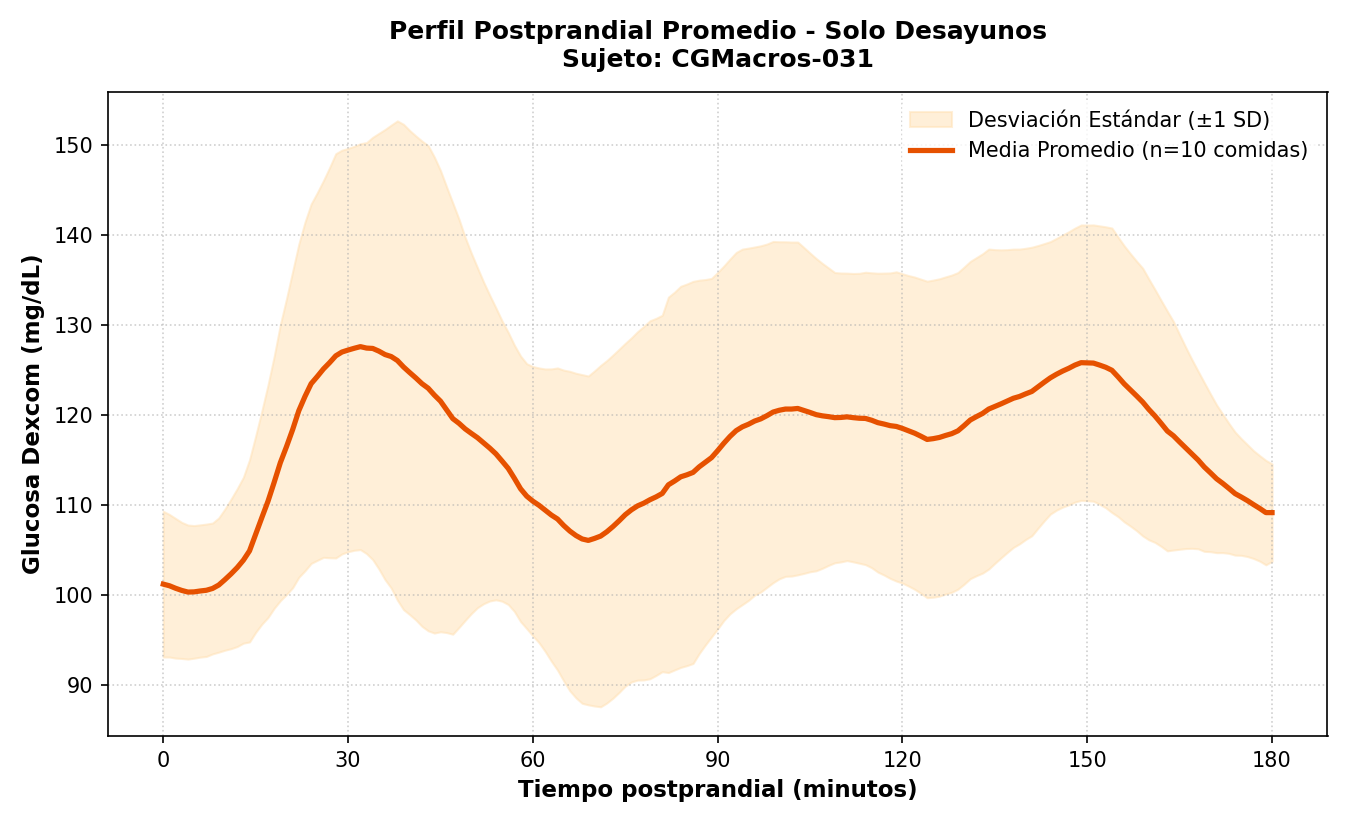 Perfil Postprandial Promedio - Solo Desayunos
Sujeto: CGMacros-031
Desviación Estándar (±1 SD)
Media Promedio (n=10 comidas)
Glucosa Dexcom (mg/dL)
150
140
130
120
110
100
90
0 30 60 90 120 150 180
Tiempo postprandial (minutos)